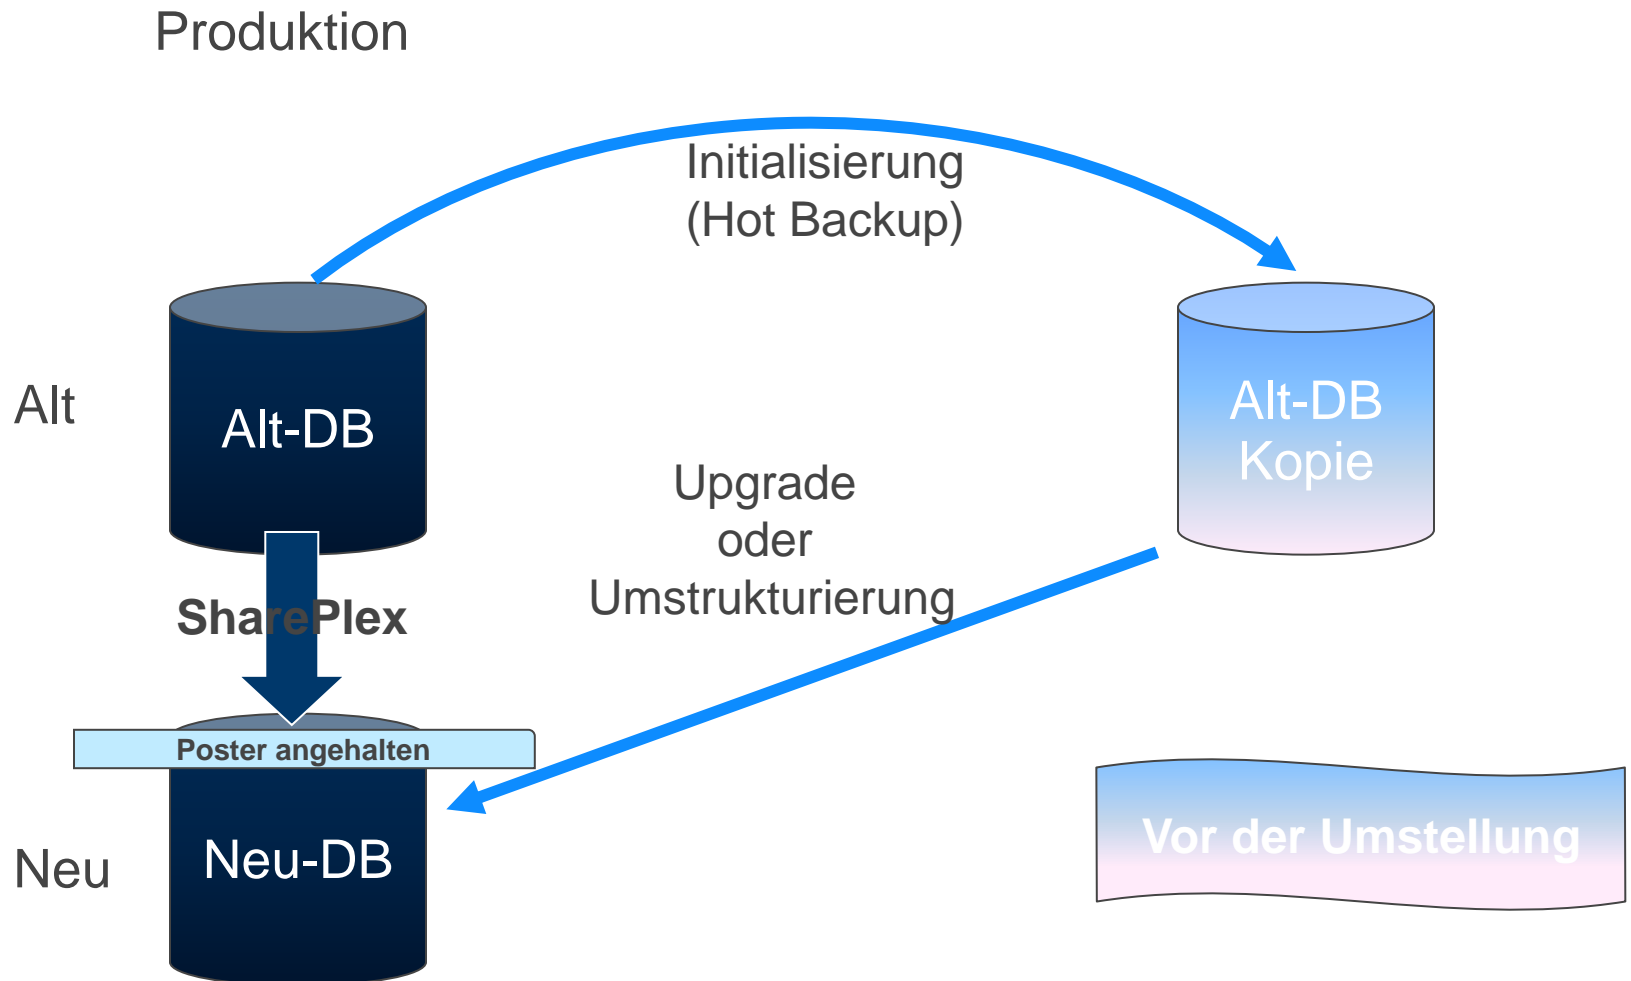 Produktion
Initialisierung
(Hot Backup)
Alt
Alt-DB
Alt-DB
Kopie
Upgrade
oder
Umstrukturierung
SharePlex
Poster angehalten
Neu
Neu-DB
Vor der Umstellung